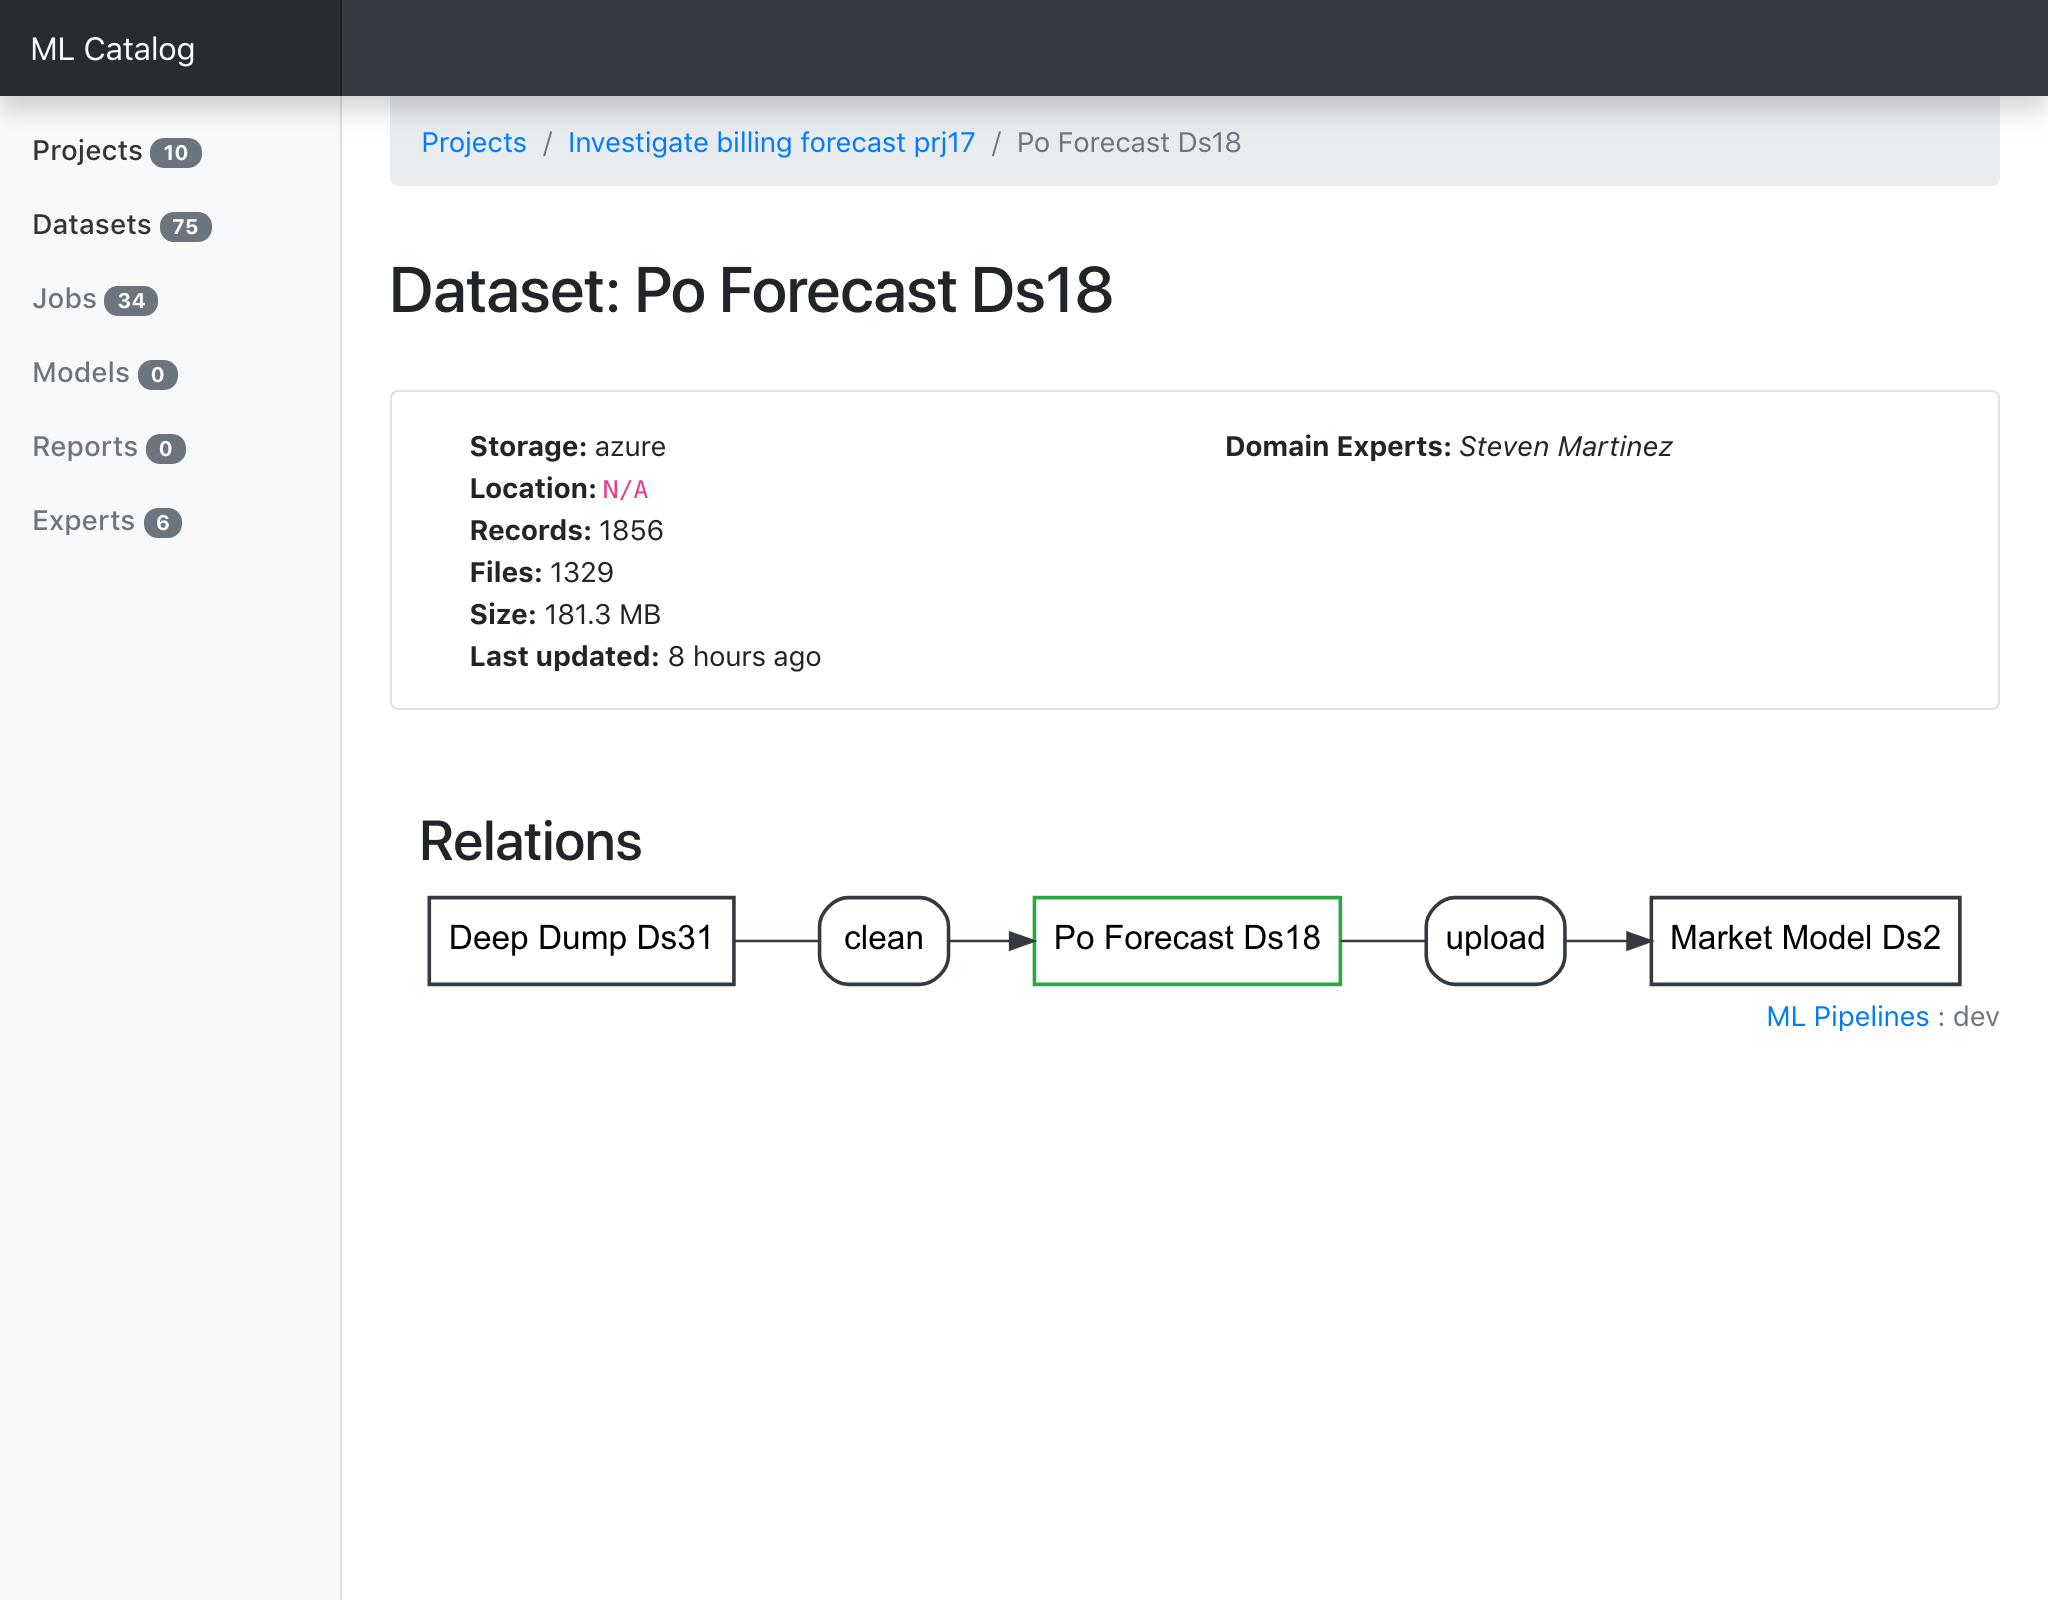 ML Catalog
Projects 10
Datasets 75
Jobs 34
Models 0
Reports 0
Experts 6
Projects / Investigate billing forecast prj17 / Po Forecast Ds18
Dataset: Po Forecast Ds18
Storage: azure
Location: N/A
Records: 1856
Files: 1329
Size: 181.3 MB
Last updated: 8 hours ago
Domain Experts: Steven Martinez
Relations
Deep Dump Ds31 clean Po Forecast Ds18 upload Market Model Ds2
ML Pipelines : dev